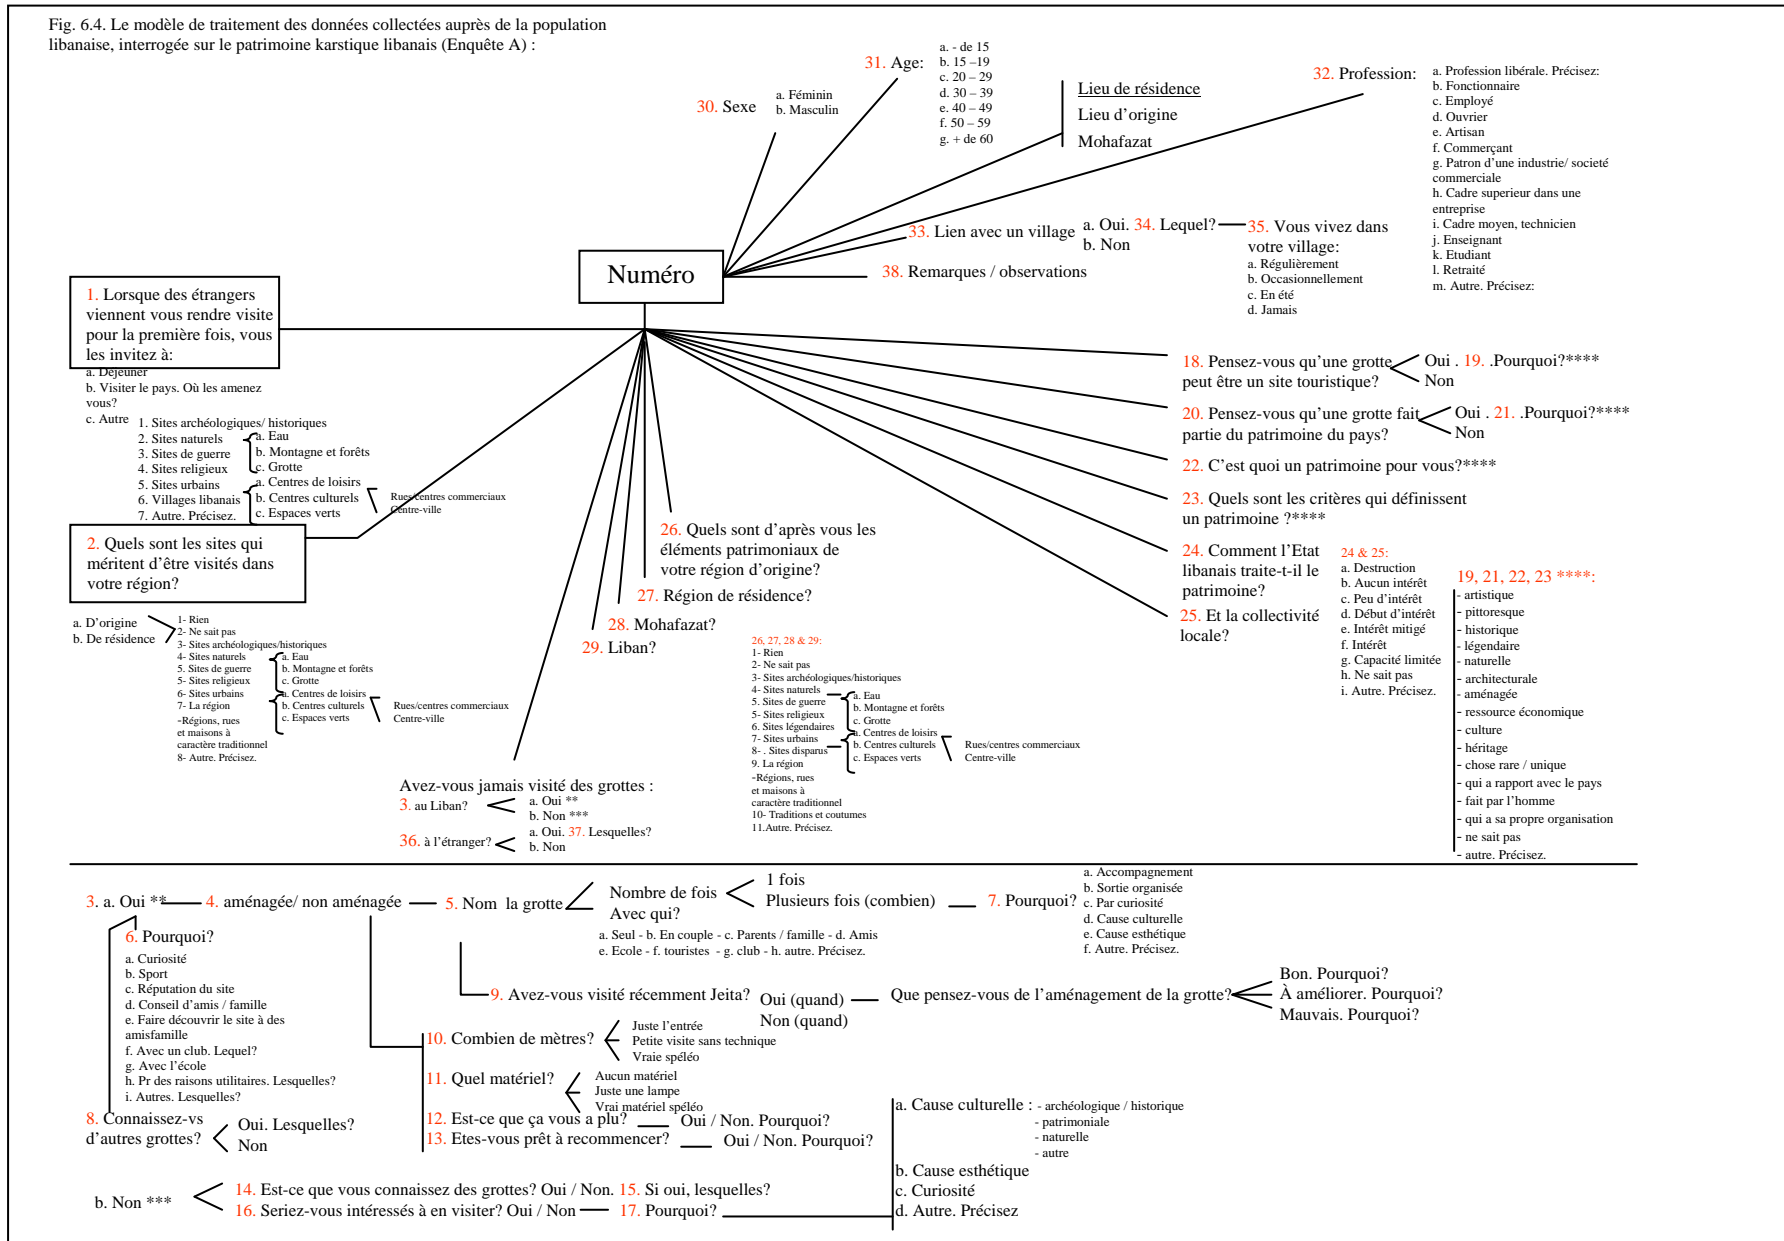 Fig. 6.4. Le modèle de traitement des données collectées auprès de la population
libanaise, interrogée sur le patrimoine karstique libanais (Enquête A) :
30. Sexe
a. Féminin
b. Masculin
31. Age:
a. - de 15
b. 15 –19
c. 20 – 29
d. 30 – 39
e. 40 – 49
f. 50 – 59
g. + de 60
Lieu de résidence
Lieu d’origine
Mohafazat
32. Profession:
a. Profession libérale. Précisez:
b. Fonctionnaire
c. Employé
d. Ouvrier
e. Artisan
f. Commerçant
g. Patron d’une industrie/ societé
commerciale
h. Cadre superieur dans une
entreprise
i. Cadre moyen, technicien
j. Enseignant
k. Etudiant
l. Retraité
m. Autre. Précisez:
33. Lien avec un village
a. Oui. 34. Lequel?
b. Non
35. Vous vivez dans
votre village:
a. Régulièrement
b. Occasionnellement
c. En été
d. Jamais
38. Remarques / observations
Numéro
1. Lorsque des étrangers
viennent vous rendre visite
pour la première fois, vous
les invitez à:
a. Déjeuner
b. Visiter le pays. Où les amenez
vous?
c. Autre
1. Sites archéologiques/ historiques
2. Sites naturels
3. Sites de guerre
4. Sites religieux
5. Sites urbains
6. Villages libanais
7. Autre. Précisez.
a. Eau
b. Montagne et forêts
c. Grotte
a. Centres de loisirs
b. Centres culturels
c. Espaces verts
Rues/centres commerciaux
Centre-ville
2. Quels sont les sites qui
méritent d’être visités dans
votre région?
a. D’origine
b. De résidence
1- Rien
2- Ne sait pas
3- Sites archéologiques/historiques
4- Sites naturels
5. Sites de guerre
5- Sites religieux
6- Sites urbains
7- La région
-Régions, rues
et maisons à
caractère traditionnel
8- Autre. Précisez.
a. Eau
b. Montagne et forêts
c. Grotte
a. Centres de loisirs
b. Centres culturels
c. Espaces verts
Rues/centres commerciaux
Centre-ville
18. Pensez-vous qu’une grotte
peut être un site touristique?
Oui . 19. .Pourquoi?****
Non
20. Pensez-vous qu’une grotte fait
partie du patrimoine du pays?
Oui . 21. .Pourquoi?****
Non
22. C’est quoi un patrimoine pour vous?****
23. Quels sont les critères qui définissent
un patrimoine ?****
24. Comment l’Etat
libanais traite-t-il le
patrimoine?
25. Et la collectivité
locale?
24 & 25:
a. Destruction
b. Aucun intérêt
c. Peu d’intérêt
d. Début d’intérêt
e. Intérêt mitigé
f. Intérêt
g. Capacité limitée
h. Ne sait pas
i. Autre. Précisez.
19, 21, 22, 23 ****:
- artistique
- pittoresque
- historique
- légendaire
- naturelle
- architecturale
- aménagée
- ressource économique
- culture
- héritage
- chose rare / unique
- qui a rapport avec le pays
- fait par l’homme
- qui a sa propre organisation
- ne sait pas
- autre. Précisez.
26. Quels sont d’après vous les
éléments patrimoniaux de
votre région d’origine?
27. Région de résidence?
28. Mohafazat?
29. Liban?
26, 27, 28 & 29:
1- Rien
2- Ne sait pas
3- Sites archéologiques/historiques
4- Sites naturels
5. Sites de guerre
5- Sites religieux
6. Sites légendaires
7- Sites urbains
8- . Sites disparus
9. La région
-Régions, rues
et maisons à
caractère traditionnel
10- Traditions et coutumes
11.Autre. Précisez.
a. Eau
b. Montagne et forêts
c. Grotte
a. Centres de loisirs
b. Centres culturels
c. Espaces verts
Rues/centres commerciaux
Centre-ville
Avez-vous jamais visité des grottes :
3. au Liban?
a. Oui **
b. Non ***
36. à l’étranger?
a. Oui. 37. Lesquelles?
b. Non
3. a. Oui **
4. aménagée/ non aménagée
5. Nom la grotte
Nombre de fois
Avec qui?
1 fois
Plusieurs fois (combien)
a. Seul - b. En couple - c. Parents / famille - d. Amis
e. Ecole - f. touristes - g. club - h. autre. Précisez.
7. Pourquoi?
a. Accompagnement
b. Sortie organisée
c. Par curiosité
d. Cause culturelle
e. Cause esthétique
f. Autre. Précisez.
6. Pourquoi?
a. Curiosité
b. Sport
c. Réputation du site
d. Conseil d’amis / famille
e. Faire découvrir le site à des
amisfamille
f. Avec un club. Lequel?
g. Avec l’école
h. Pr des raisons utilitaires. Lesquelles?
i. Autres. Lesquelles?
8. Connaissez-vs
d’autres grottes?
Oui. Lesquelles?
Non
9. Avez-vous visité récemment Jeita?
Oui (quand)
Non (quand)
Que pensez-vous de l’aménagement de la grotte?
Bon. Pourquoi?
À améliorer. Pourquoi?
Mauvais. Pourquoi?
10. Combien de mètres?
Juste l’entrée
Petite visite sans technique
Vraie spéléo
11. Quel matériel?
Aucun matériel
Juste une lampe
Vrai matériel spéléo
12. Est-ce que ça vous a plu?
Oui / Non. Pourquoi?
13. Etes-vous prêt à recommencer?
Oui / Non. Pourquoi?
b. Non ***
14. Est-ce que vous connaissez des grottes? Oui / Non. 15. Si oui, lesquelles?
16. Seriez-vous intéressés à en visiter? Oui / Non
17. Pourquoi?
a. Cause culturelle : - archéologique / historique
- patrimoniale
- naturelle
- autre
b. Cause esthétique
c. Curiosité
d. Autre. Précisez